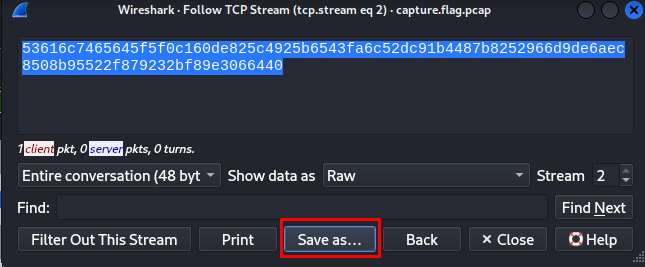 Wireshark · Follow TCP Stream (tcp.stream eq 2) · capture.flag.pcap
53616c7465645f5f0c160de825c4925b6543fa6c52dc91b4487b8252966d9de6aec
8508b95522f879232bf89e3066440
1 client pkt, 0 server pkts, 0 turns.
Entire conversation (48 byt Show data as Raw Stream 2
Find: Find Next
Filter Out This Stream Print Save as... Back Close Help